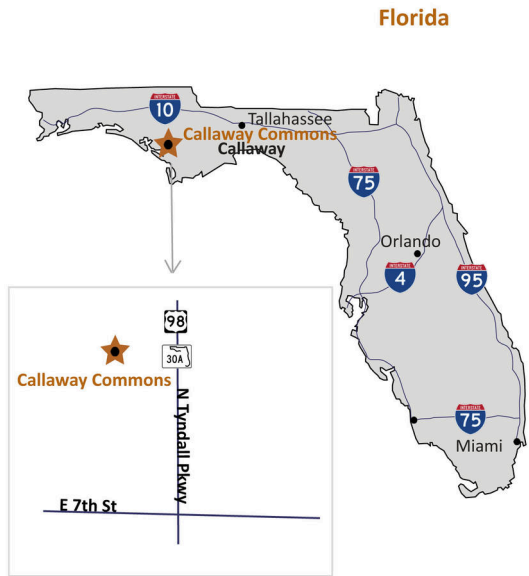 Florida
INTERSTATE
10
Tallahassee
Callaway Commons
Callaway
INTERSTATE
75
Orlando
INTERSTATE
4
INTERSTATE
95
98
30A
Callaway Commons
N Tyndall Pkwy
E 7th St
INTERSTATE
75
Miami